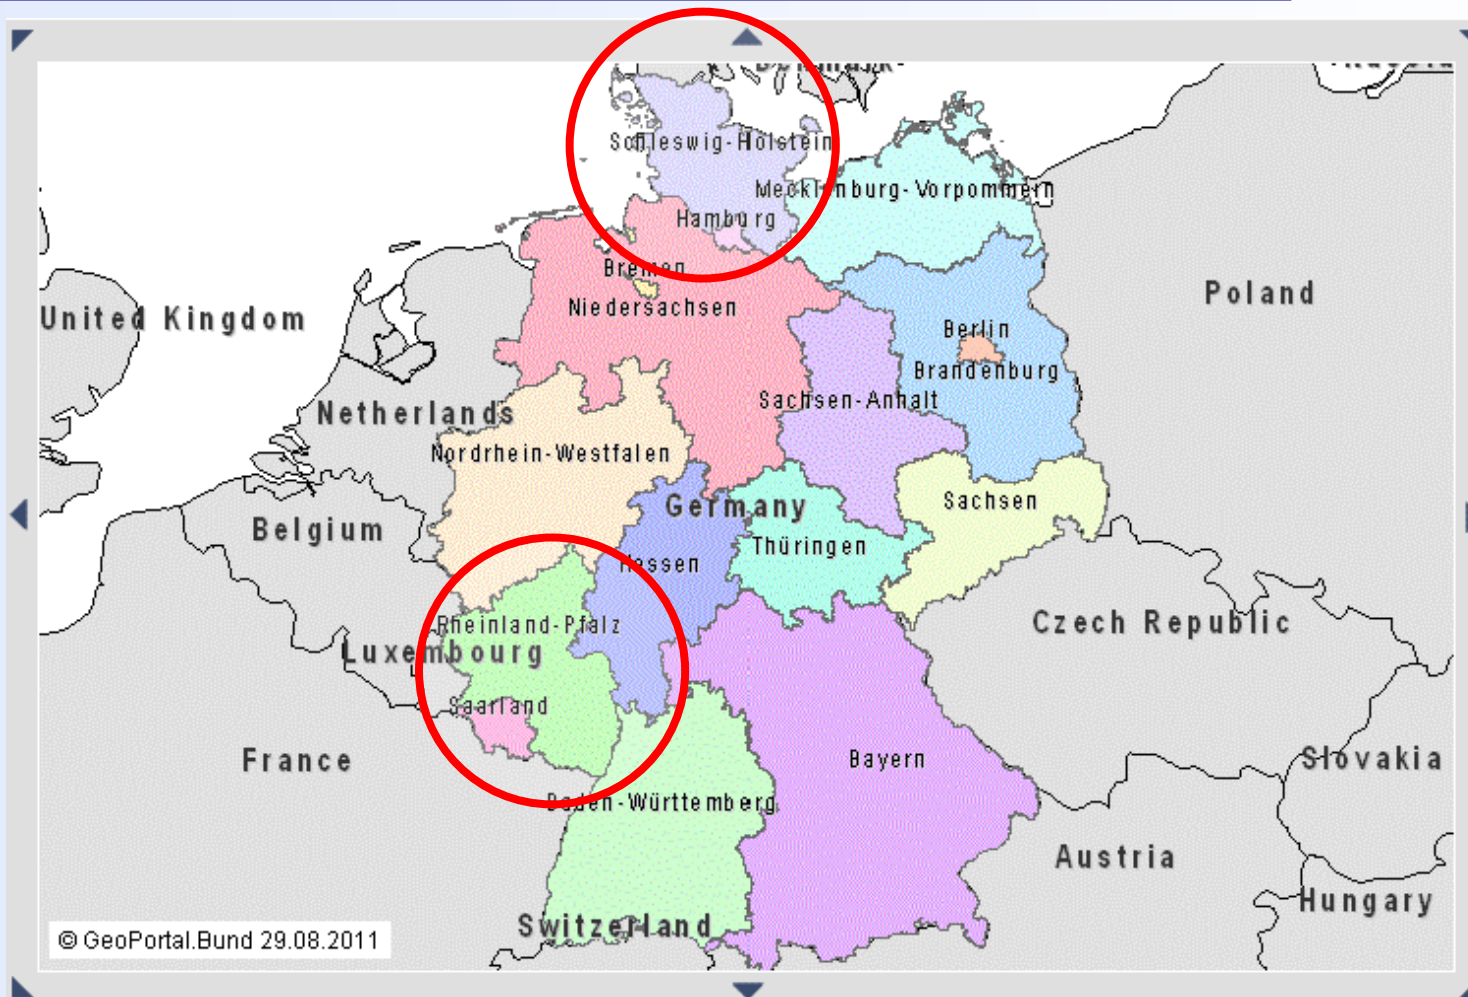 Schleswig-Holstein
Mecklenburg-Vorpommern
Hamburg
Bremen
Niedersachsen
United Kingdom
Poland
Berlin
Brandenburg
Sachsen-Anhalt
Netherlands
Nordrhein-Westfalen
Sachsen
Germany
Belgium
Thüringen
Hessen
Rheinland-Pfalz
Czech Republic
Luxembourg
Saarland
France
Bayern
Slovakia
Baden-Württemberg
Austria
Hungary
Switzerland
© GeoPortal.Bund 29.08.2011